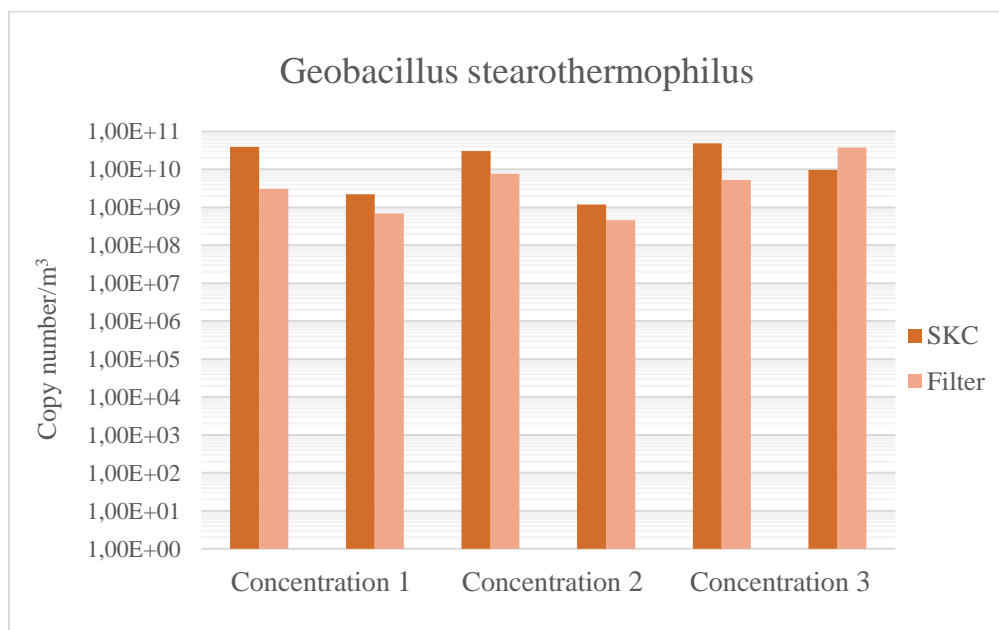 Geobacillus stearothermophilus
1,00E+11
1,00E+10
1,00E+09
1,00E+08
1,00E+07
1,00E+06
1,00E+05
1,00E+04
1,00E+03
1,00E+02
1,00E+01
1,00E+00
Copy number/m³
Concentration 1 Concentration 2 Concentration 3
SKC
Filter